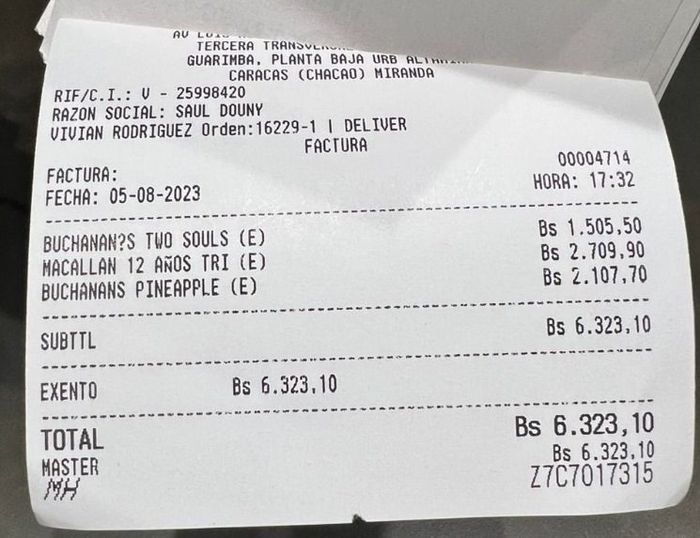 AV LUIS
TERCERA
GUARIMBA, PLANTA BAJA URB
CARACAS (CHACAO) MIRANDA
RIF/C.I.: V - 25998420
RAZON SOCIAL: SAUL DOUNY
VIVIAN RODRIGUEZ Orden:16229-1 | DELIVER
FACTURA
FACTURA: 00004714
FECHA: 05-08-2023 HORA: 17:32
BUCHANAN?S TWO SOULS (E) Bs 1.505,50
MACALLAN 12 AÑOS TRI (E) Bs 2.709,90
BUCHANANS PINEAPPLE (E) Bs 2.107,70
SUBTTL Bs 6.323,10
EXENTO Bs 6.323,10
TOTAL Bs 6.323,10
MASTER Bs 6.323,10
MH Z7C7017315